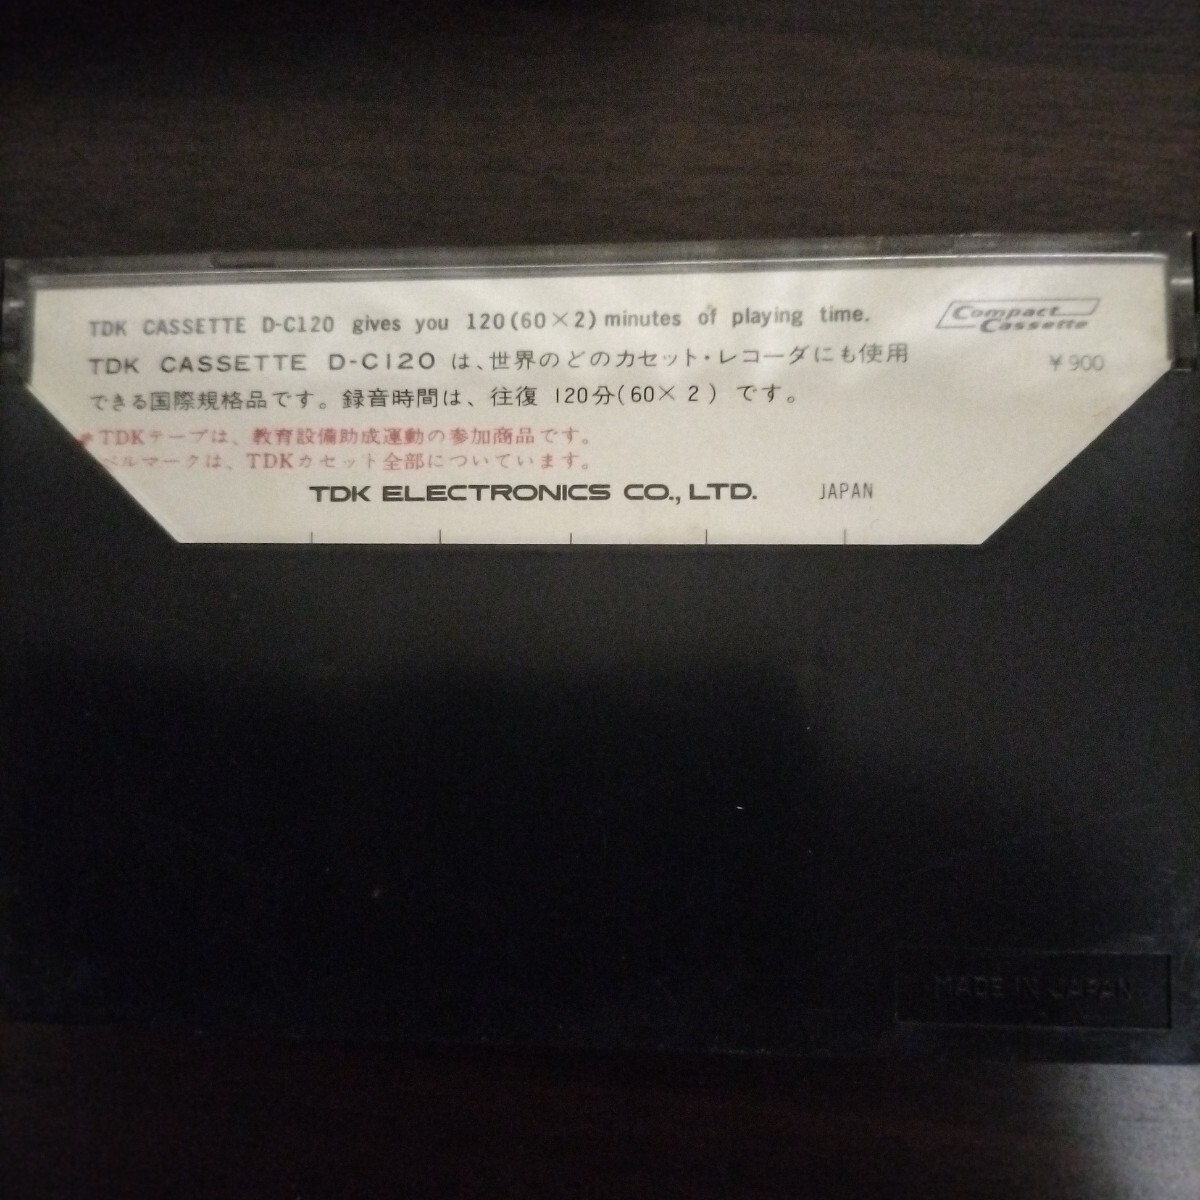 TDK CASSETTE D-C120 gives you 120(60×2)minutes of playing time.
Compact Cassette
TDK CASSETTE D-C120 は、世界のどのカセット・レコーダにも使用
¥900
できる国際規格品です。録音時間は、往復 120分(60×2) です。
TDKテープは、教育設備助成運動の参加商品です。
ベルマークは、TDKカセット全部についています。
TDK ELECTRONICS CO., LTD. JAPAN
MADE IN JAPAN